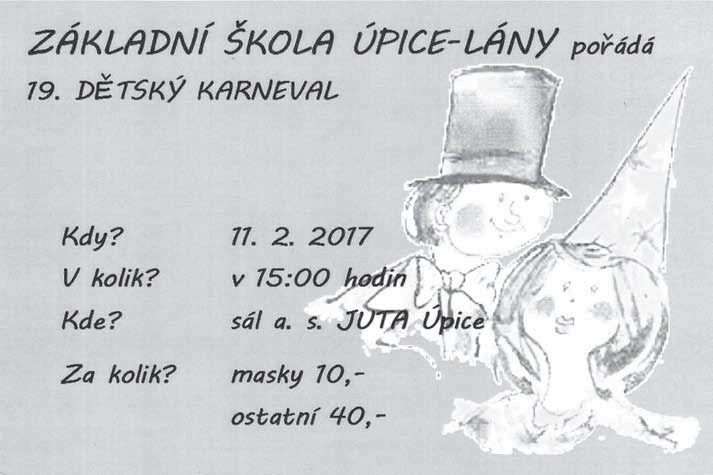 ZÁKLADNÍ ŠKOLA ÚPICE-LÁNY pořádá
19. DĚTSKÝ KARNEVAL
Kdy? 11. 2. 2017
V kolik? v 15:00 hodin
Kde? sál a. s. JUTA Úpice
Za kolik? masky 10,-
ostatní 40,-